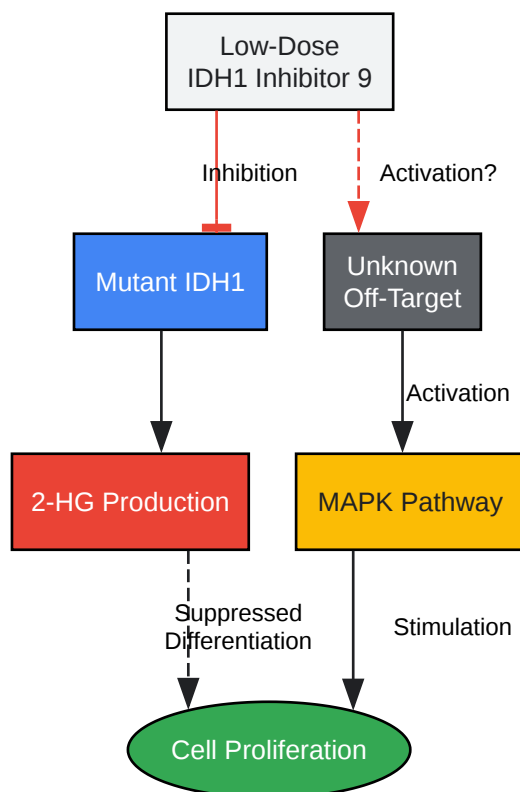 Low-Dose
IDH1 Inhibitor 9
Inhibition
Activation?
Mutant IDH1
Unknown
Off-Target
Activation
2-HG Production
MAPK Pathway
Suppressed
Differentiation
Stimulation
Cell Proliferation